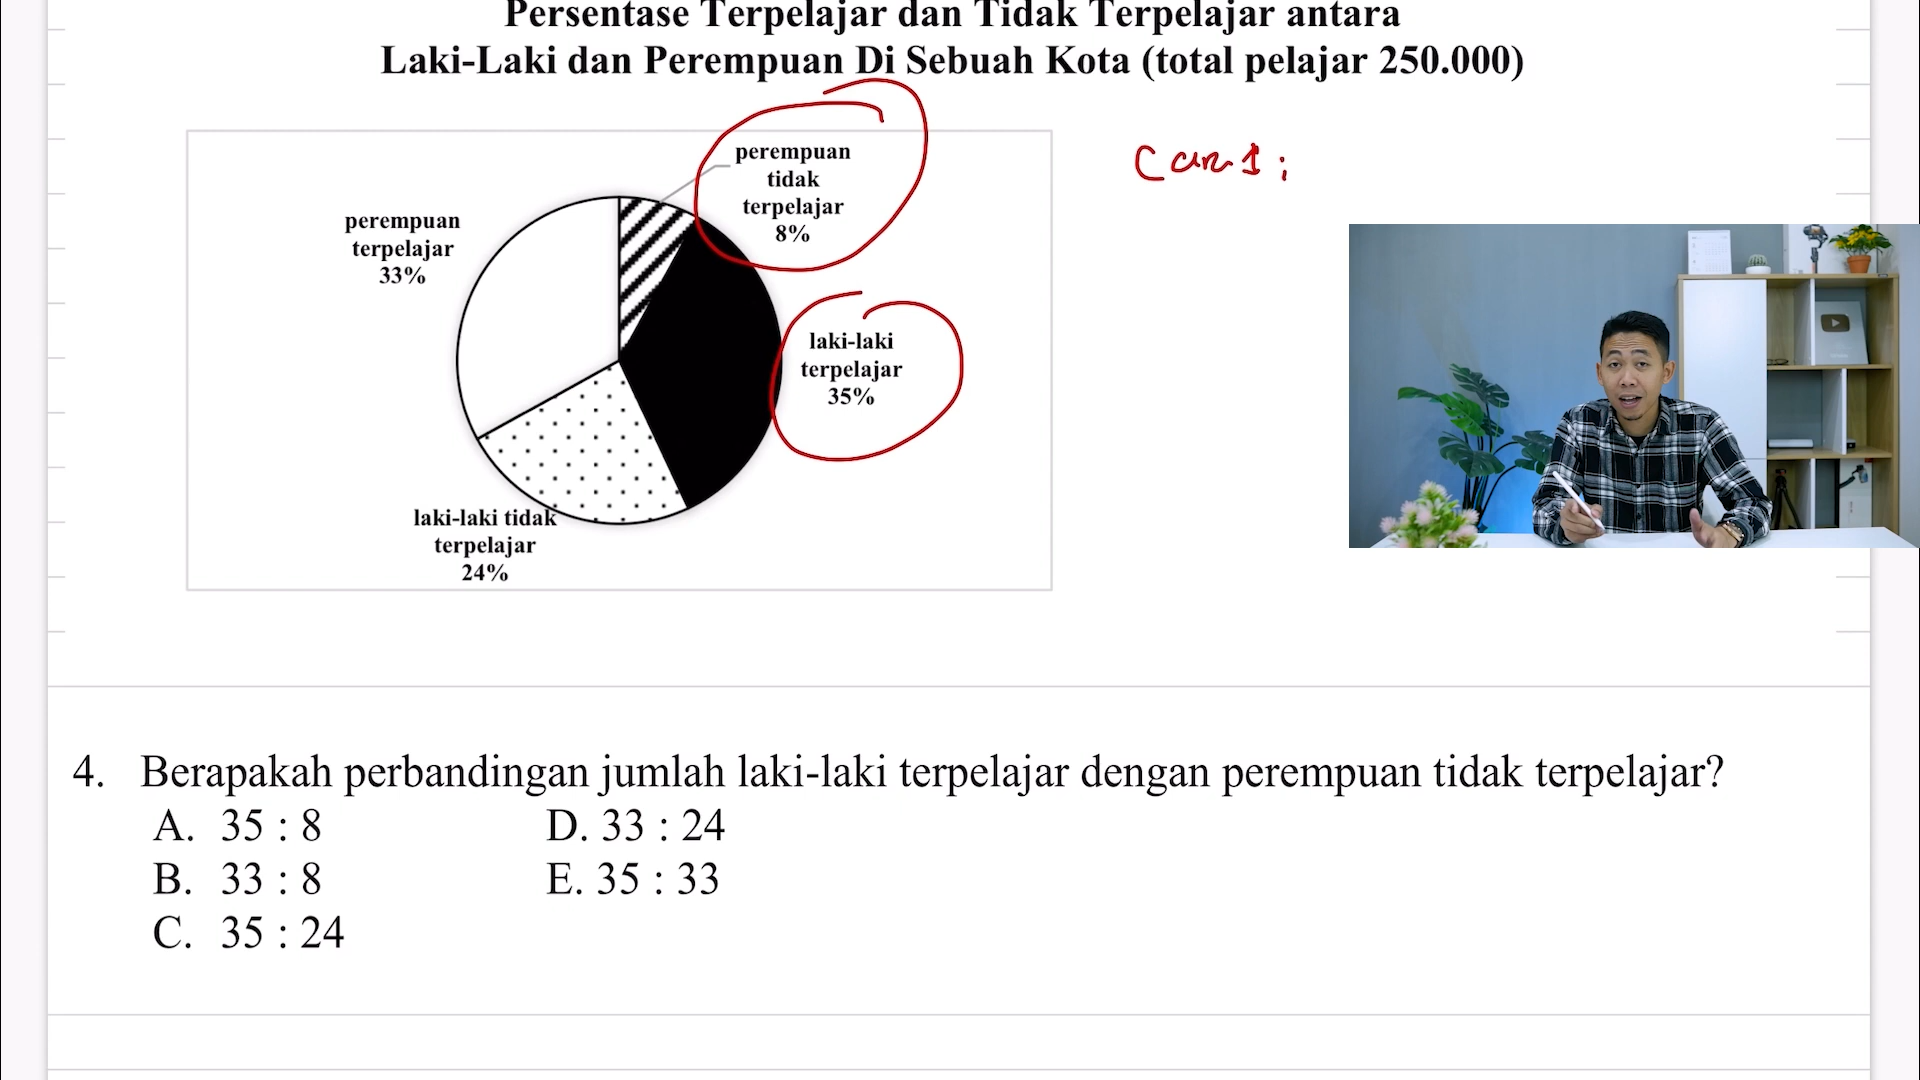 Persentase Terpelajar dan Tidak Terpelajar antara
Laki-Laki dan Perempuan Di Sebuah Kota (total pelajar 250.000)
perempuan
tidak
terpelajar
8%
Cara 1 :
perempuan
terpelajar
33%
laki-laki
terpelajar
35%
laki-laki tidak
terpelajar
24%
4. Berapakah perbandingan jumlah laki-laki terpelajar dengan perempuan tidak terpelajar?
A. 35 : 8
D. 33 : 24
B. 33 : 8
E. 35 : 33
C. 35 : 24